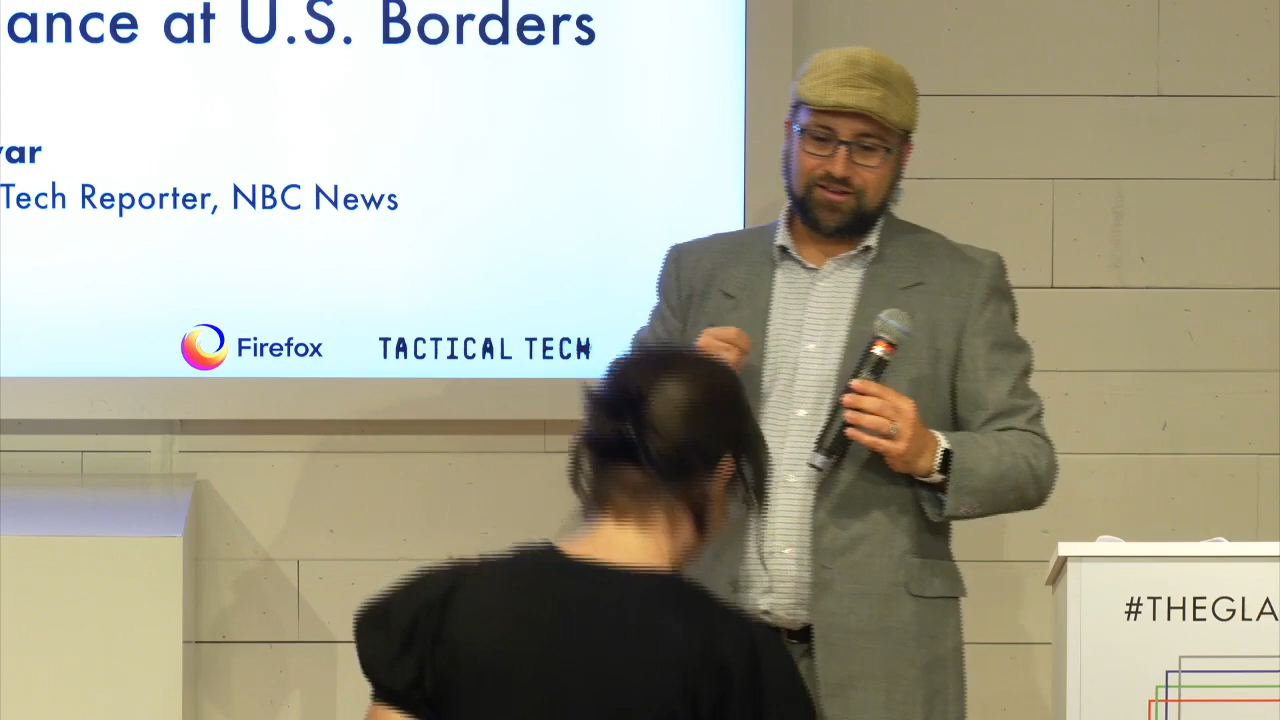 ance at U.S. Borders
var
Tech Reporter, NBC News
Firefox
TACTICAL TECH
#THEGLA